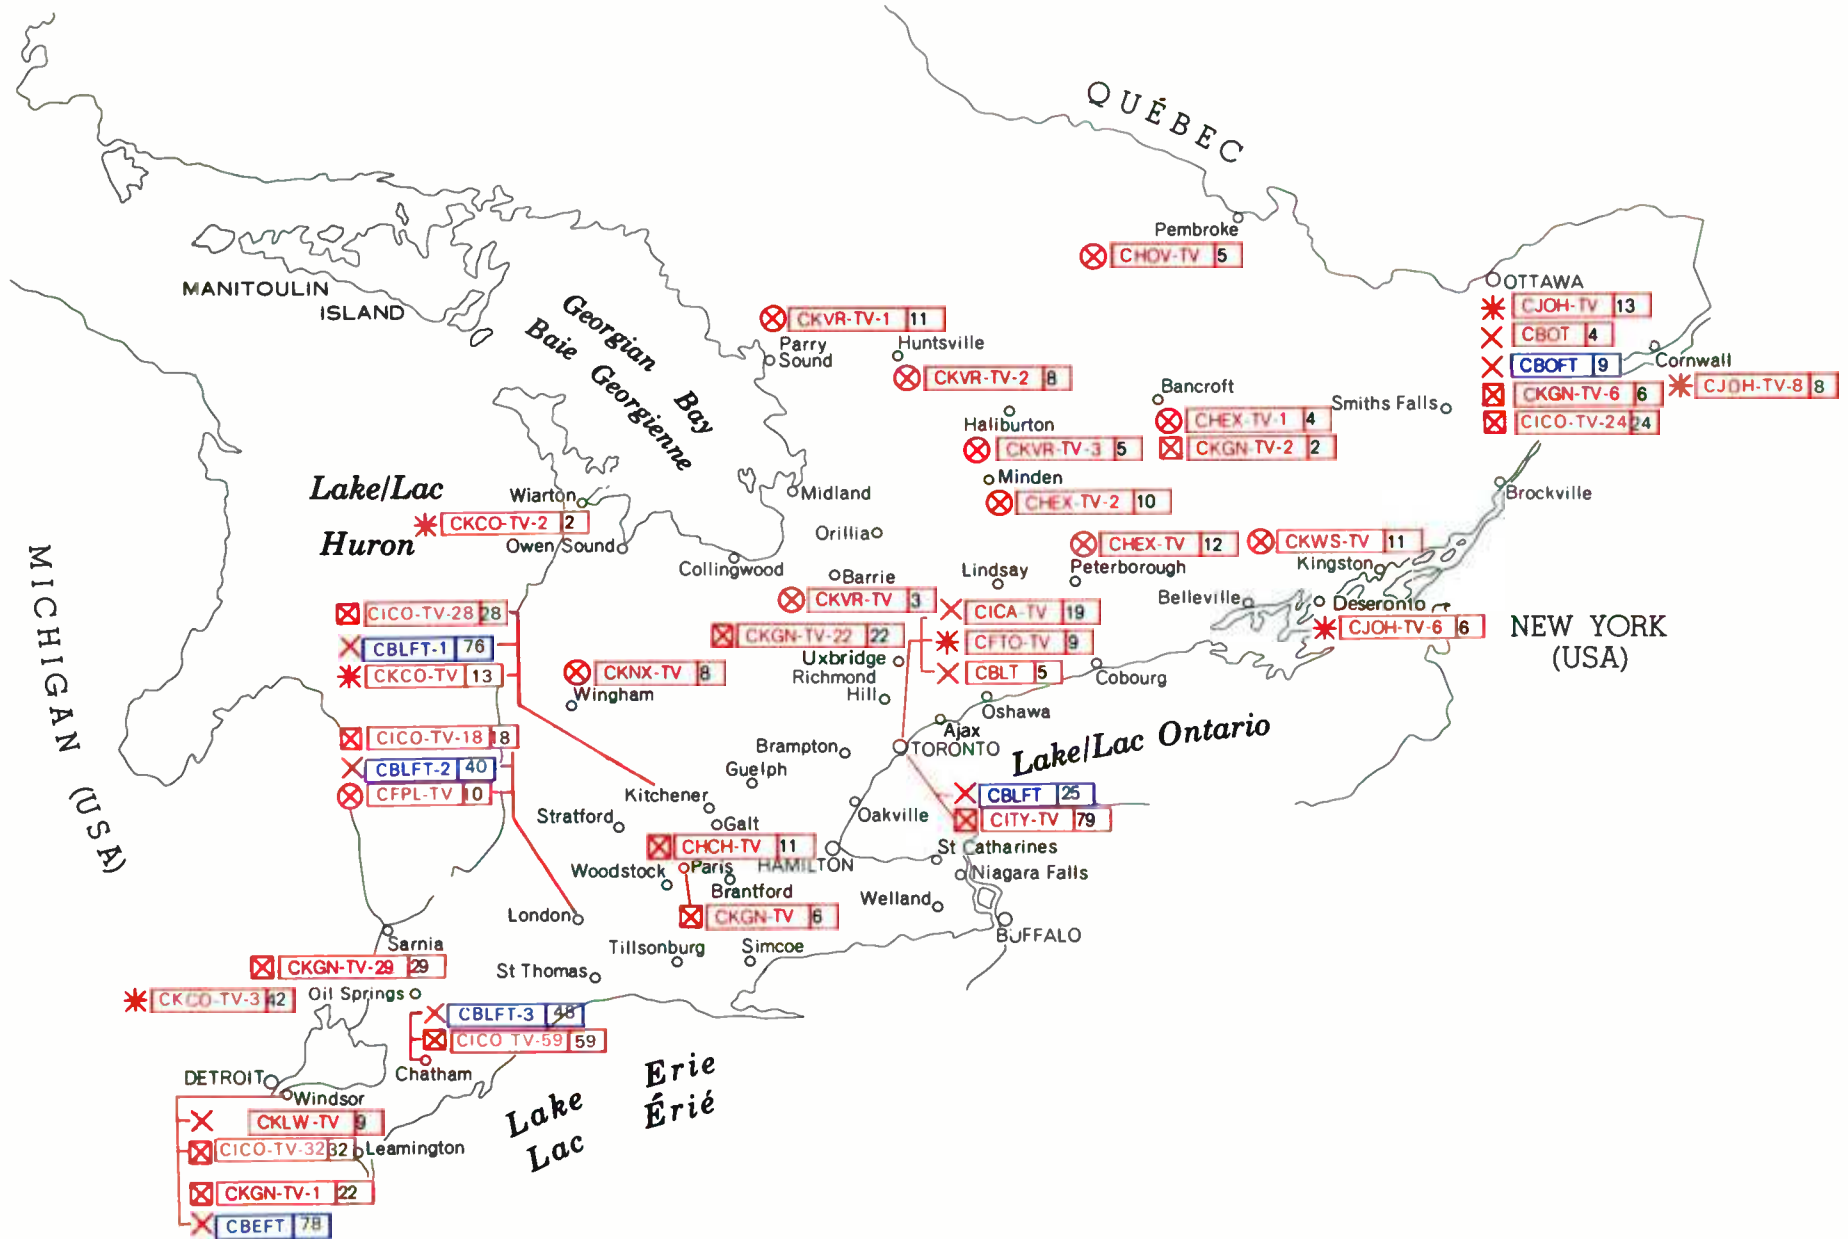 QUÉBEC
Pembroke
CHOV-TV 5
OTTAWA
CJOH-TV 13
CBOT 4
CBOFT 9
CKGN-TV-6 6
CICO-TV-24 24
Cornwall
CJOH-TV-8 8
MANITOULIN
ISLAND
Georgian Bay
Baie Georgienne
CKVR-TV-1 11
Parry
Sound
Huntsville
CKVR-TV-2 8
Bancroft
CHEX-TV-1 4
CKGN-TV-2 2
Smiths Falls
Haliburton
CKVR-TV-3 5
Minden
CHEX-TV-2 10
Brockville
Lake/Lac
Huron
Wiarton
CKCO-TV-2 2
Owen Sound
Midland
Orillia
Collingwood
CHEX-TV 12
Peterborough
CKWS-TV 11
Kingston
Barrie
CKVR-TV 3
Lindsay
CICA-TV 19
CFTO-TV 9
CBLT 5
Belleville
Deseronto
CJOH-TV-6 6
NEW YORK
(USA)
MICHIGAN (USA)
CICO-TV-28 28
CBLFT-1 76
CKCO-TV 13
CKGN-TV-22 22
Uxbridge
Richmond
Hill
CKNX-TV 8
Wingham
Cobourg
Oshawa
Ajax
TORONTO
Lake/Lac Ontario
CICO-TV-18 18
CBLFT-2 40
CFPL-TV 10
Brampton
Guelph
Kitchener
Stratford
Galt
Oakville
CBLFT 25
CITY-TV 79
CHCH-TV 11
HAMILTON
St Catharines
Niagara Falls
Woodstock
Paris
Brantford
CKGN-TV 6
Welland
BUFFALO
London
Sarnia
CKGN-TV-29 29
Tillsonburg
Simcoe
St Thomas
CKCO-TV-3 42
Oil Springs
CBLFT-3 48
CICO TV-59 59
Chatham
DETROIT
Windsor
CKLW-TV 9
CICO-TV-32 32
Leamington
CKGN-TV-1 22
CBEFT 78
Lake Erie
Lac Érié